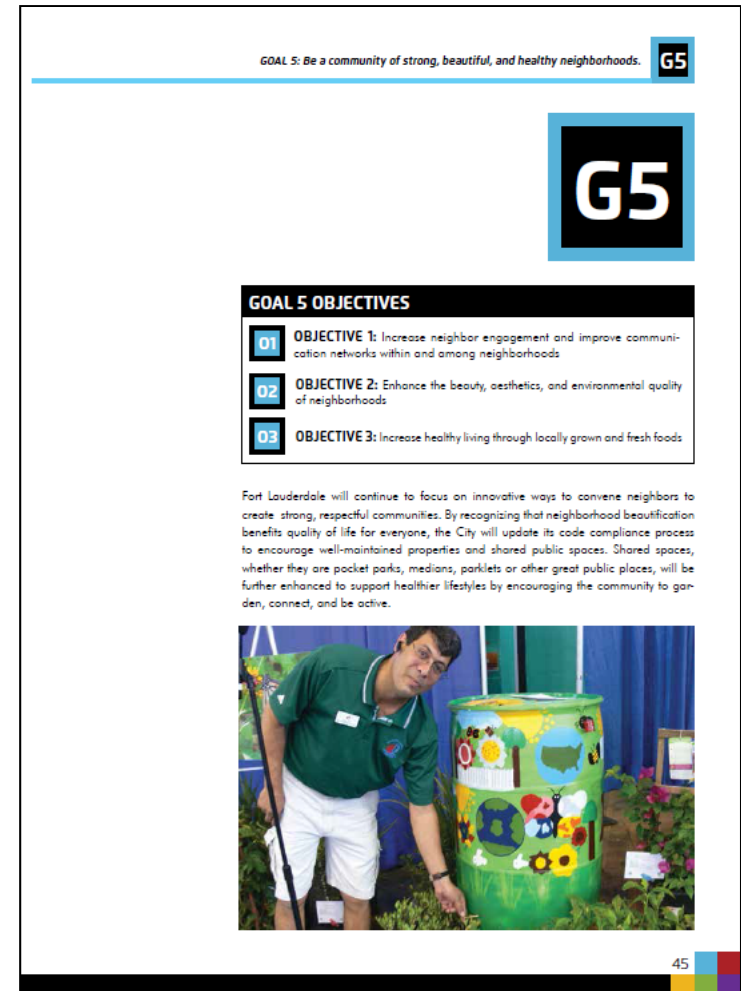 GOAL 5: Be a community of strong, beautiful, and healthy neighborhoods.
G5
G5
GOAL 5 OBJECTIVES
01 OBJECTIVE 1: Increase neighbor engagement and improve communi-
cation networks within and among neighborhoods
02 OBJECTIVE 2: Enhance the beauty, aesthetics, and environmental quality
of neighborhoods
03 OBJECTIVE 3: Increase healthy living through locally grown and fresh foods
Fort Lauderdale will continue to focus on innovative ways to convene neighbors to
create strong, respectful communities. By recognizing that neighborhood beautification
benefits quality of life for everyone, the City will update its code compliance process
to encourage well-maintained properties and shared public spaces. Shared spaces,
whether they are pocket parks, medians, parklets or other great public places, will be
further enhanced to support healthier lifestyles by encouraging the community to gar-
den, connect, and be active.
45